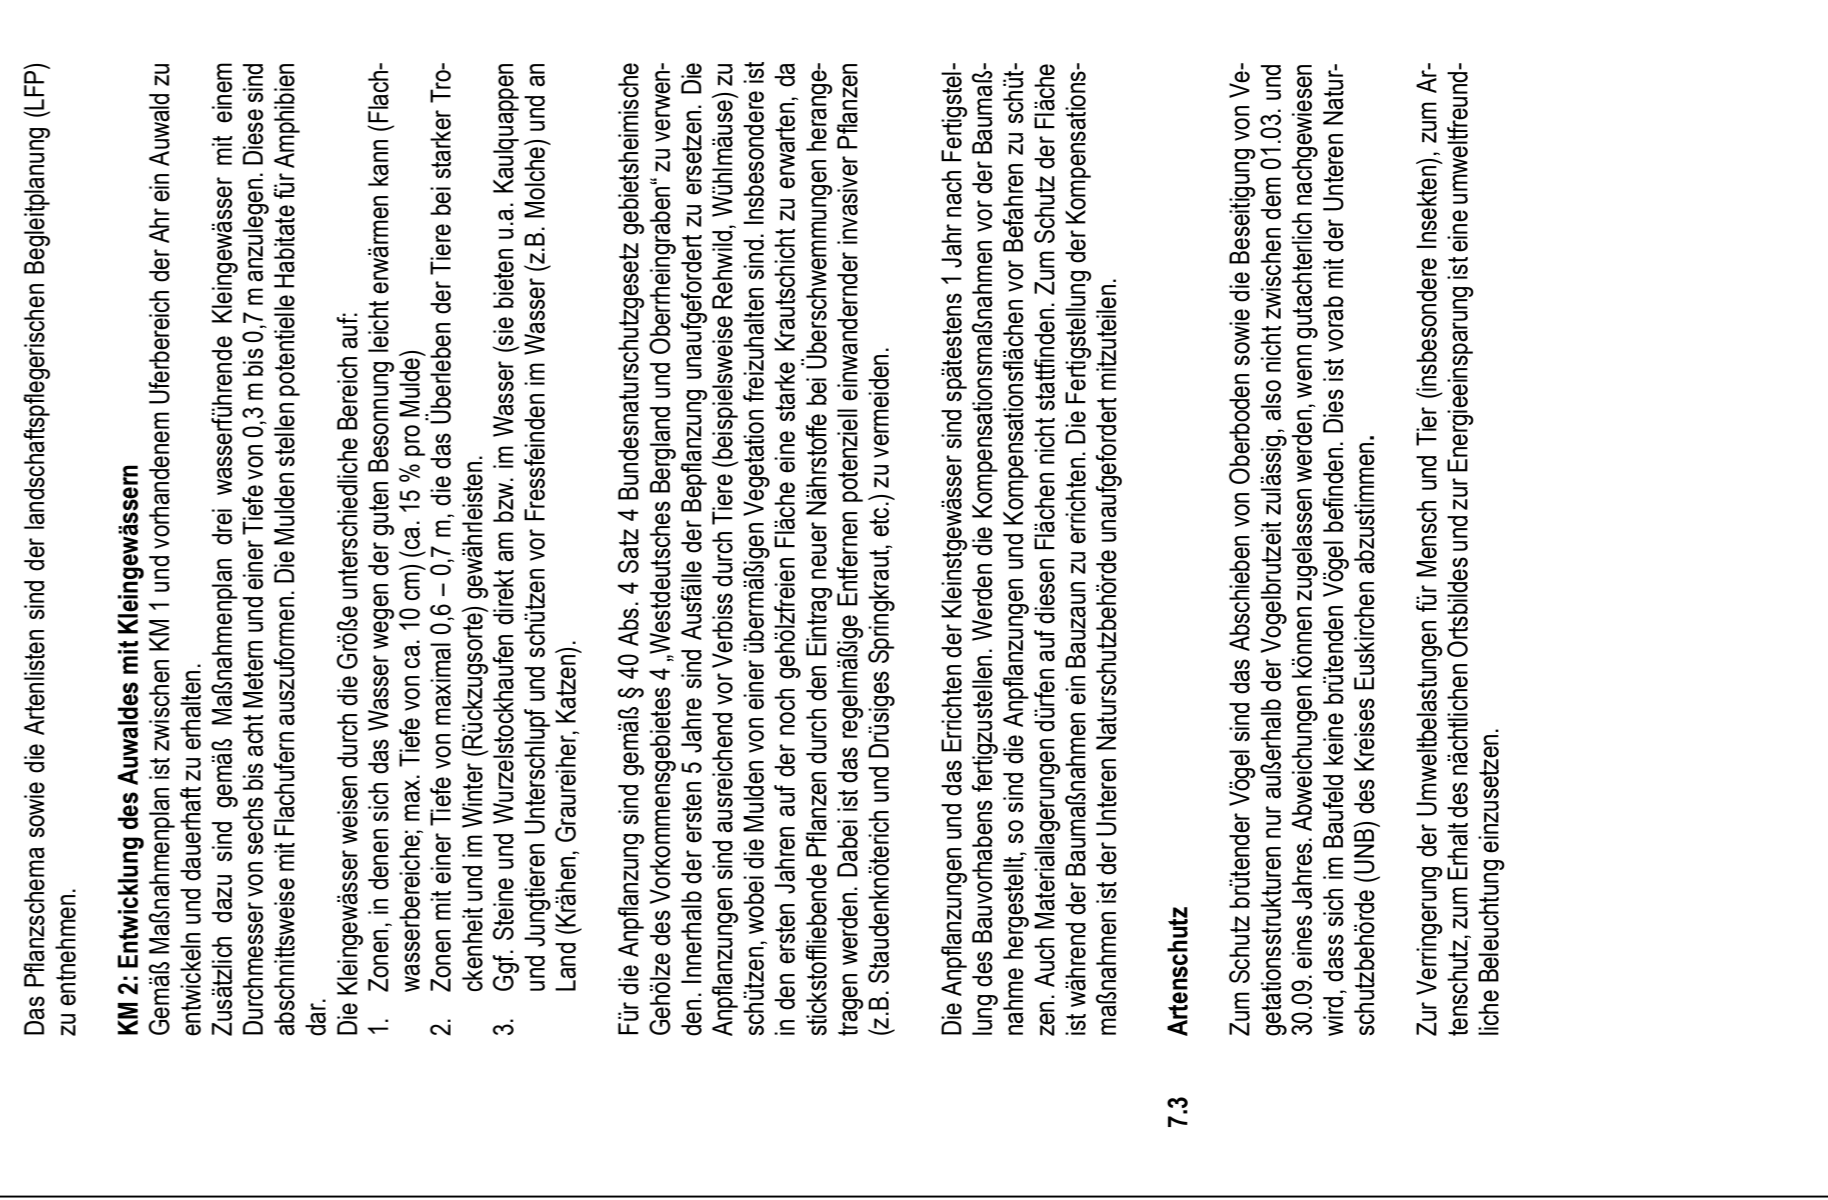 Das Pflanzschema sowie die Artenlisten sind der landschaftspflegerischen Begleitplanung (LFP)
zu entnehmen.
KM 2: Entwicklung des Auwaldes mit Kleingewässern
Gemäß Maßnahmenplan ist zwischen KM 1 und vorhandenem Uferbereich der Ahr ein Auwald zu
entwickeln und dauerhaft zu erhalten.
Zusätzlich dazu sind gemäß Maßnahmenplan drei wasserführende Kleingewässer mit einem
Durchmesser von sechs bis acht Metern und einer Tiefe von 0,3 m bis 0,7 m anzulegen. Diese sind
abschnittsweise mit Flachufern auszuformen. Die Mulden stellen potentielle Habitate für Amphibien
dar.
Die Kleingewässer weisen durch die Größe unterschiedliche Bereich auf:
1. Zonen, in denen sich das Wasser wegen der guten Besonnung leicht erwärmen kann (Flach-
wasserbereiche; max. Tiefe von ca. 10 cm) (ca. 15 % pro Mulde)
2. Zonen mit einer Tiefe von maximal 0,6 – 0,7 m, die das Überleben der Tiere bei starker Tro-
ckenheit und im Winter (Rückzugsorte) gewährleisten.
3. Ggf. Steine und Wurzelstockhaufen direkt am bzw. im Wasser (sie bieten u.a. Kaulquappen
und Jungtieren Unterschlupf und schützen vor Fressfeinden im Wasser (z.B. Molche) und an
Land (Krähen, Graureiher, Katzen).
Für die Anpflanzung sind gemäß § 40 Abs. 4 Satz 4 Bundesnaturschutzgesetz gebietsheimische
Gehölze des Vorkommensgebietes 4 „Westdeutsches Bergland und Oberrheingraben“ zu verwen-
den. Innerhalb der ersten 5 Jahre sind Ausfälle der Bepflanzung unaufgefordert zu ersetzen. Die
Anpflanzungen sind ausreichend vor Verbiss durch Tiere (beispielsweise Rehwild, Wühlmäuse) zu
schützen, wobei die Mulden von einer übermäßigen Vegetation freizuhalten sind. Insbesondere ist
in den ersten Jahren auf der noch gehölzfreien Fläche eine starke Krautschicht zu erwarten, da
stickstoffliebende Pflanzen durch den Eintrag neuer Nährstoffe bei Überschwemmungen herange-
tragen werden. Dabei ist das regelmäßige Entfernen potenziell einwandernder invasiver Pflanzen
(z.B. Staudenknöterich und Drüsiges Springkraut, etc.) zu vermeiden.
Die Anpflanzungen und das Errichten der Kleinstgewässer sind spätestens 1 Jahr nach Fertigstel-
lung des Bauvorhabens fertigzustellen. Werden die Kompensationsmaßnahmen vor der Baumaß-
nahme hergestellt, so sind die Anpflanzungen und Kompensationsflächen vor Befahren zu schüt-
zen. Auch Materiallagerungen dürfen auf diesen Flächen nicht stattfinden. Zum Schutz der Fläche
ist während der Baumaßnahmen ein Bauzaun zu errichten. Die Fertigstellung der Kompensations-
maßnahmen ist der Unteren Naturschutzbehörde unaufgefordert mitzuteilen.
7.3 Artenschutz
Zum Schutz brütender Vögel sind das Abschieben von Oberboden sowie die Beseitigung von Ve-
getationsstrukturen nur außerhalb der Vogelbrutzeit zulässig, also nicht zwischen dem 01.03. und
30.09. eines Jahres. Abweichungen können zugelassen werden, wenn gutachterlich nachgewiesen
wird, dass sich im Baufeld keine brütenden Vögel befinden. Dies ist vorab mit der Unteren Natur-
schutzbehörde (UNB) des Kreises Euskirchen abzustimmen.
Zur Verringerung der Umweltbelastungen für Mensch und Tier (insbesondere Insekten), zum Ar-
tenschutz, zum Erhalt des nächtlichen Ortsbildes und zur Energieeinsparung ist eine umweltfreund-
liche Beleuchtung einzusetzen.